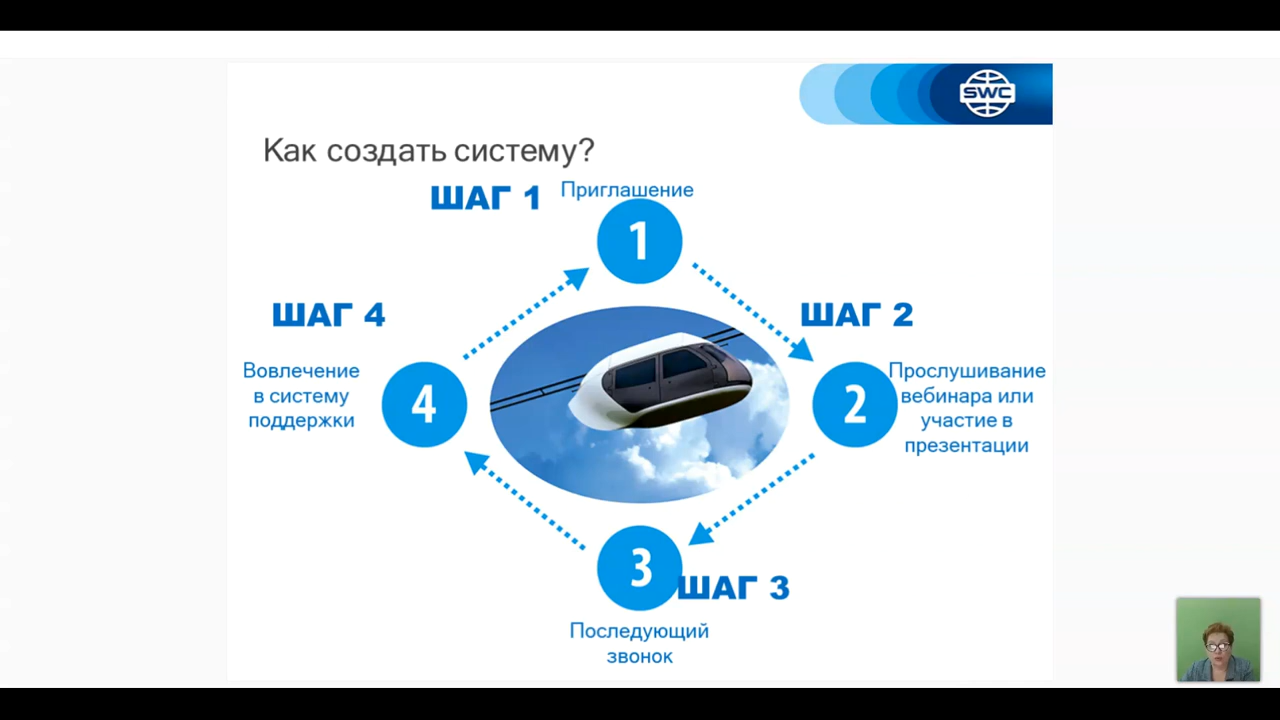 SWC
Как создать систему?
ШАГ 1
Приглашение
1
ШАГ 4
ШАГ 2
Вовлечение
в систему
поддержки
4
2
Прослушивание
вебинара или
участие в
презентации
3
ШАГ 3
Последующий
звонок